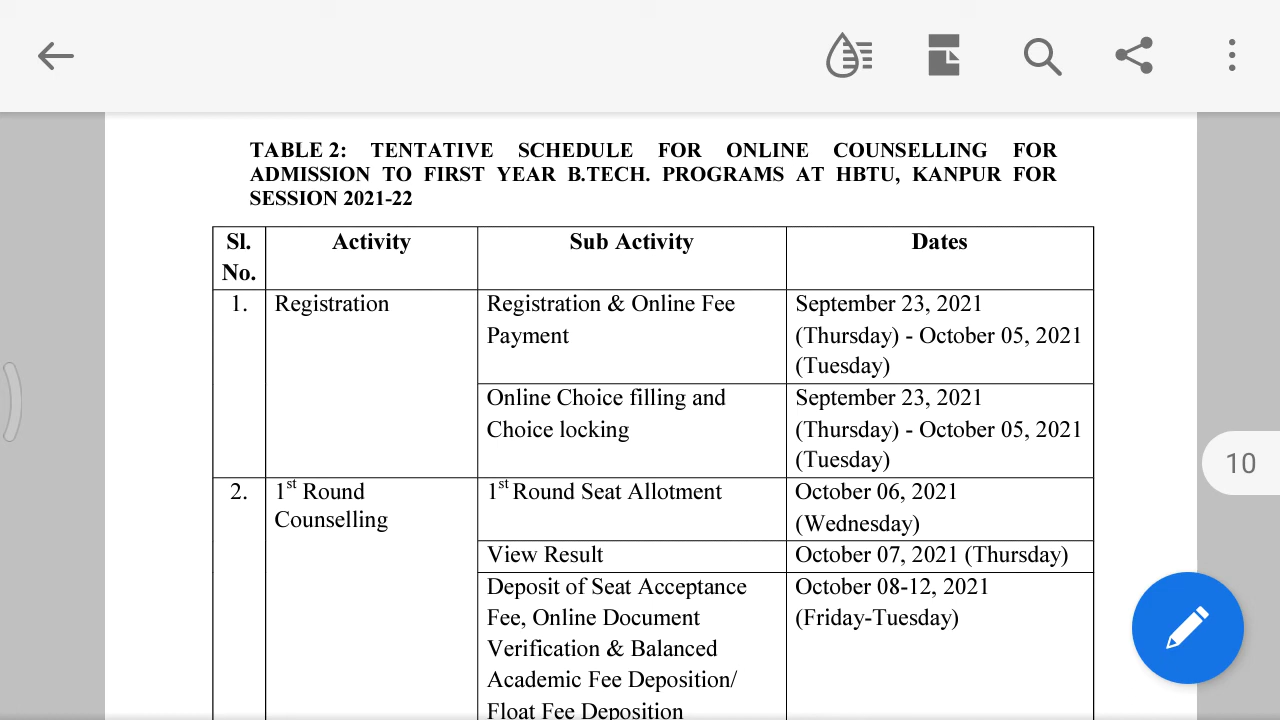 TABLE 2: TENTATIVE SCHEDULE FOR ONLINE COUNSELLING FOR
ADMISSION TO FIRST YEAR B.TECH. PROGRAMS AT HBTU, KANPUR FOR
SESSION 2021-22
Sl.
No.
Activity
Sub Activity
Dates
1.
Registration
Registration & Online Fee
Payment
September 23, 2021
(Thursday) - October 05, 2021
(Tuesday)
Online Choice filling and
Choice locking
September 23, 2021
(Thursday) - October 05, 2021
(Tuesday)
2.
1st Round
Counselling
1st Round Seat Allotment
October 06, 2021
(Wednesday)
View Result
October 07, 2021 (Thursday)
Deposit of Seat Acceptance
Fee, Online Document
Verification & Balanced
Academic Fee Deposition/
Float Fee Deposition
October 08-12, 2021
(Friday-Tuesday)
10